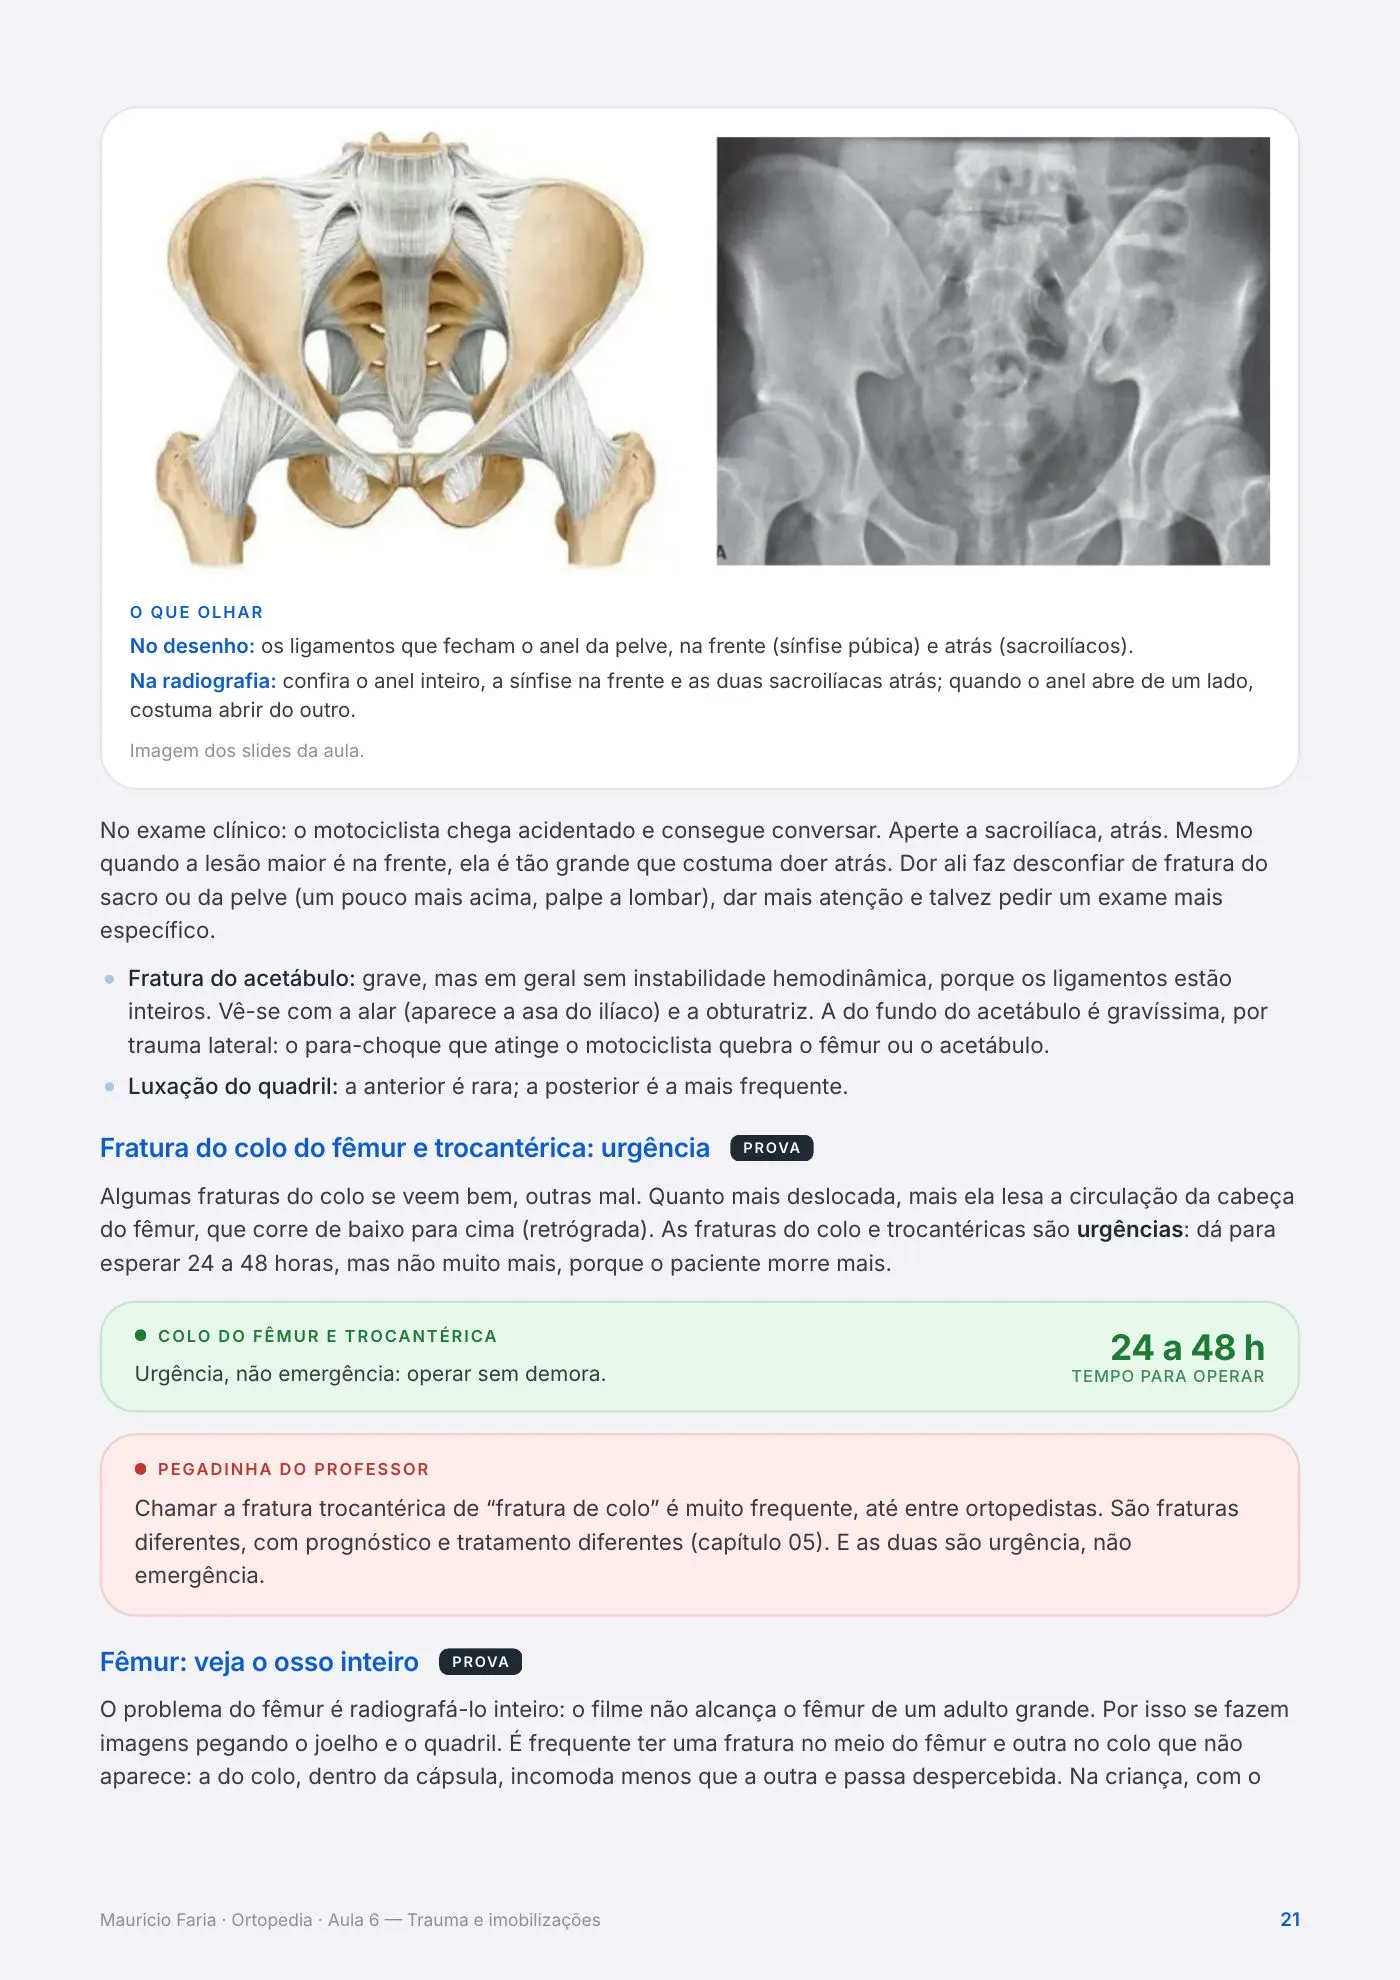 A
O QUE OLHAR
No desenho: os ligamentos que fecham o anel da pelve, na frente (sínfise púbica) e atrás (sacroilíacos).
Na radiografia: confira o anel inteiro, a sínfise na frente e as duas sacroilíacas atrás; quando o anel abre de um lado,
costuma abrir do outro.
Imagem dos slides da aula.
No exame clínico: o motociclista chega acidentado e consegue conversar. Aperte a sacroilíaca, atrás. Mesmo
quando a lesão maior é na frente, ela é tão grande que costuma doer atrás. Dor ali faz desconfiar de fratura do
sacro ou da pelve (um pouco mais acima, palpe a lombar), dar mais atenção e talvez pedir um exame mais
específico.
• Fratura do acetábulo: grave, mas em geral sem instabilidade hemodinâmica, porque os ligamentos estão
inteiros. Vê-se com a alar (aparece a asa do ilíaco) e a obturatriz. A do fundo do acetábulo é gravíssima, por
trauma lateral: o para-choque que atinge o motociclista quebra o fêmur ou o acetábulo.
• Luxação do quadril: a anterior é rara; a posterior é a mais frequente.
Fratura do colo do fêmur e trocantérica: urgência PROVA
Algumas fraturas do colo se veem bem, outras mal. Quanto mais deslocada, mais ela lesa a circulação da cabeça
do fêmur, que corre de baixo para cima (retrógrada). As fraturas do colo e trocantéricas são urgências: dá para
esperar 24 a 48 horas, mas não muito mais, porque o paciente morre mais.
COLO DO FÊMUR E TROCANTÉRICA
Urgência, não emergência: operar sem demora.
24 a 48 h
TEMPO PARA OPERAR
PEGADINHA DO PROFESSOR
Chamar a fratura trocantérica de “fratura de colo” é muito frequente, até entre ortopedistas. São fraturas
diferentes, com prognóstico e tratamento diferentes (capítulo 05). E as duas são urgência, não
emergência.
Fêmur: veja o osso inteiro PROVA
O problema do fêmur é radiografá-lo inteiro: o filme não alcança o fêmur de um adulto grande. Por isso se fazem
imagens pegando o joelho e o quadril. É frequente ter uma fratura no meio do fêmur e outra no colo que não
aparece: a do colo, dentro da cápsula, incomoda menos que a outra e passa despercebida. Na criança, com o
Mauricio Faria · Ortopedia · Aula 6 — Trauma e imobilizações
21